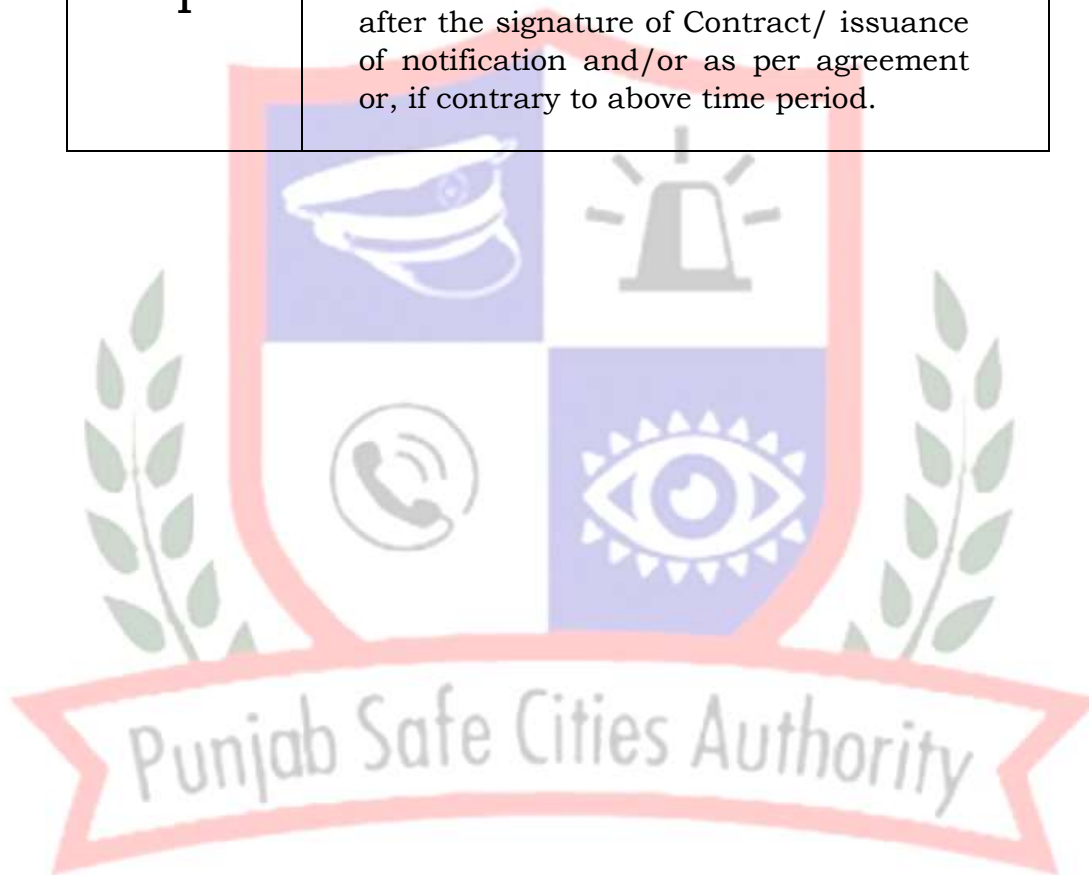 after the signature of Contract/ issuance
of notification and/or as per agreement
or, if contrary to above time period.
Punjab Safe Cities Authority